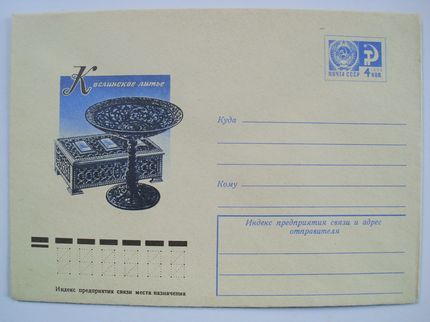 Каслинское литье
ПОЧТА СССР 4 КОП.
Куда
Кому
Индекс предприятия связи и адрес
отправителя
Индекс предприятия связи места назначения